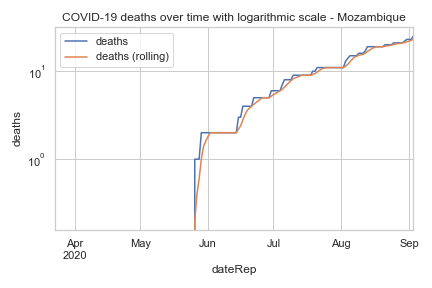 COVID-19 deaths over time with logarithmic scale - Mozambique
deaths
deaths (rolling)
10¹
10⁰
deaths
Apr
2020
May
Jun
Jul
Aug
Sep
dateRep